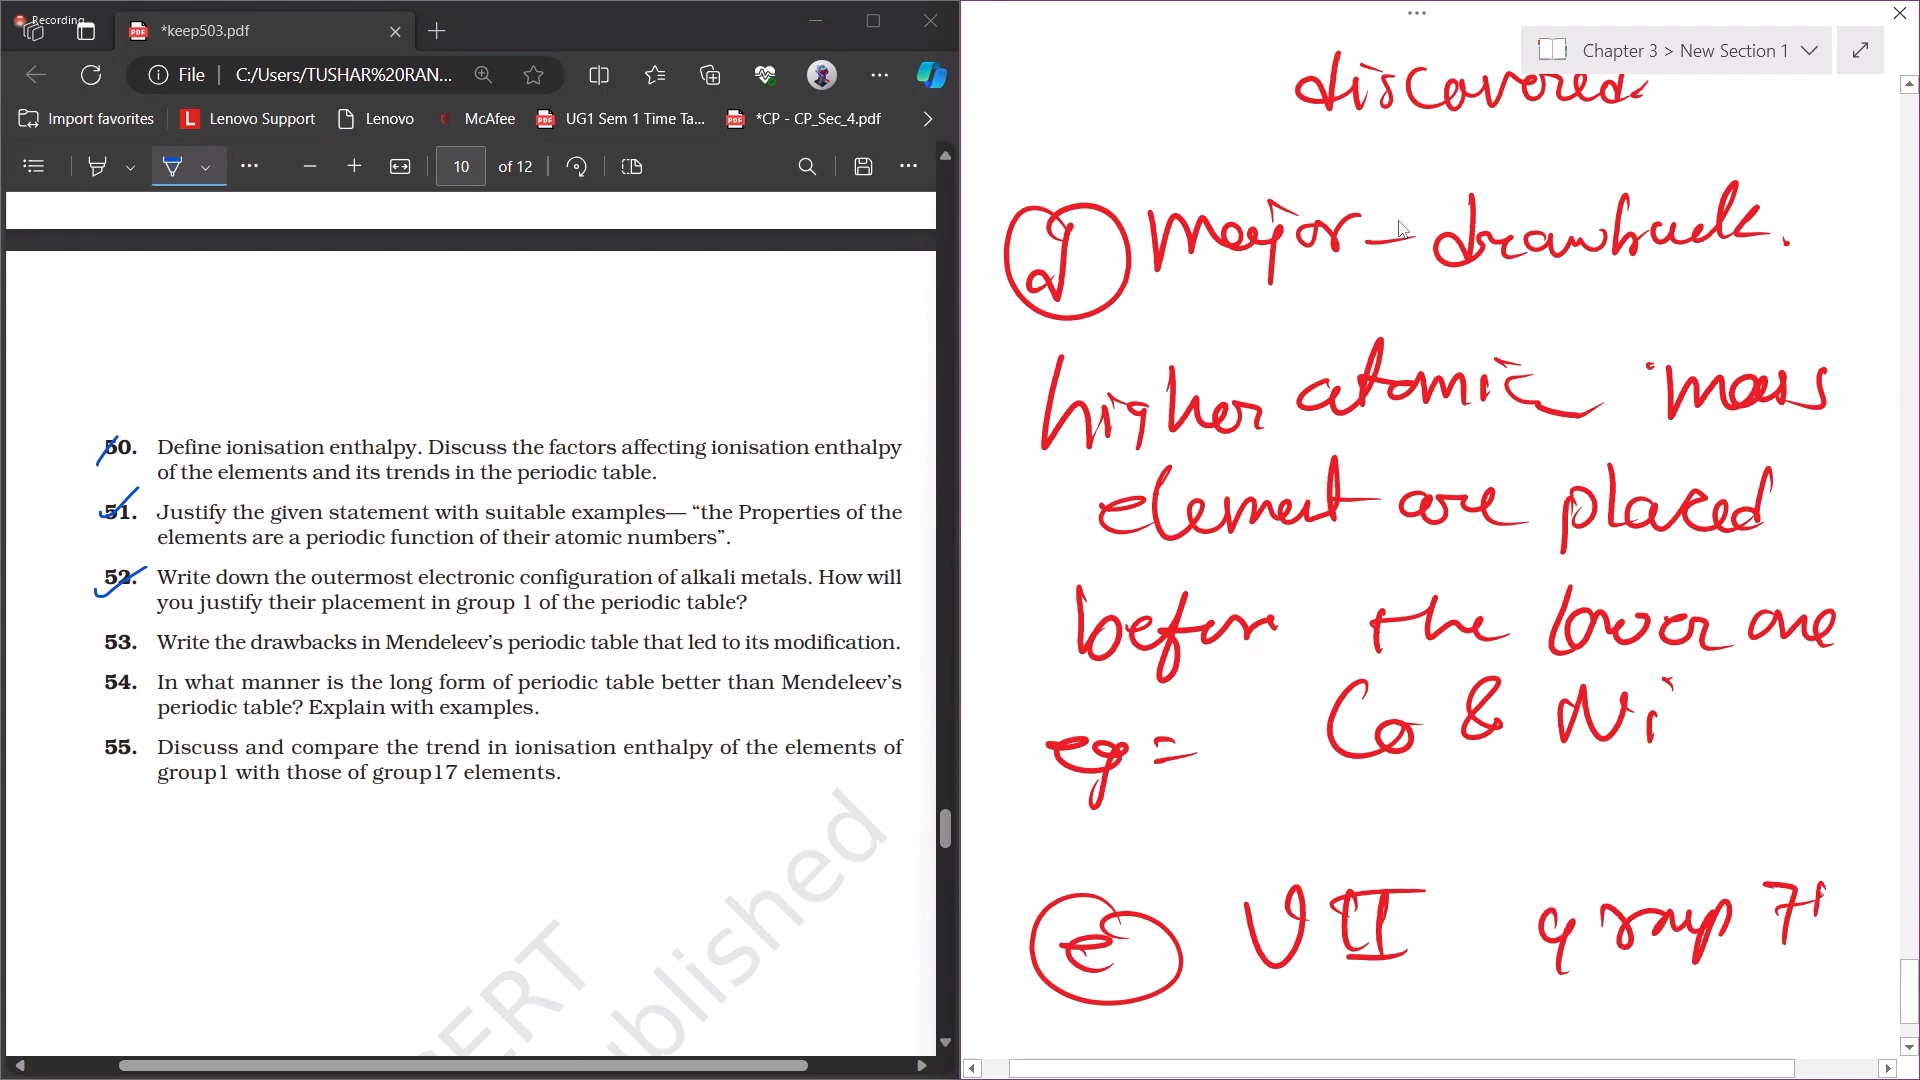 Recording
*keep503.pdf
File
C:/Users/TUSHAR%20RAN...
Import favorites
Lenovo Support
Lenovo
McAfee
UG1 Sem 1 Time Ta...
*CP - CP_Sec_4.pdf
10 of 12
50. Define ionisation enthalpy. Discuss the factors affecting ionisation enthalpy
of the elements and its trends in the periodic table.
51. Justify the given statement with suitable examples— “the Properties of the
elements are a periodic function of their atomic numbers”.
52. Write down the outermost electronic configuration of alkali metals. How will
you justify their placement in group 1 of the periodic table?
53. Write the drawbacks in Mendeleev’s periodic table that led to its modification.
54. In what manner is the long form of periodic table better than Mendeleev’s
periodic table? Explain with examples.
55. Discuss and compare the trend in ionisation enthalpy of the elements of
group1 with those of group17 elements.
Chapter 3 > New Section 1
discovered
d major - drawback.
higher atomic mass
element are placed
before the lower one
eg = Co & Ni
e VII group